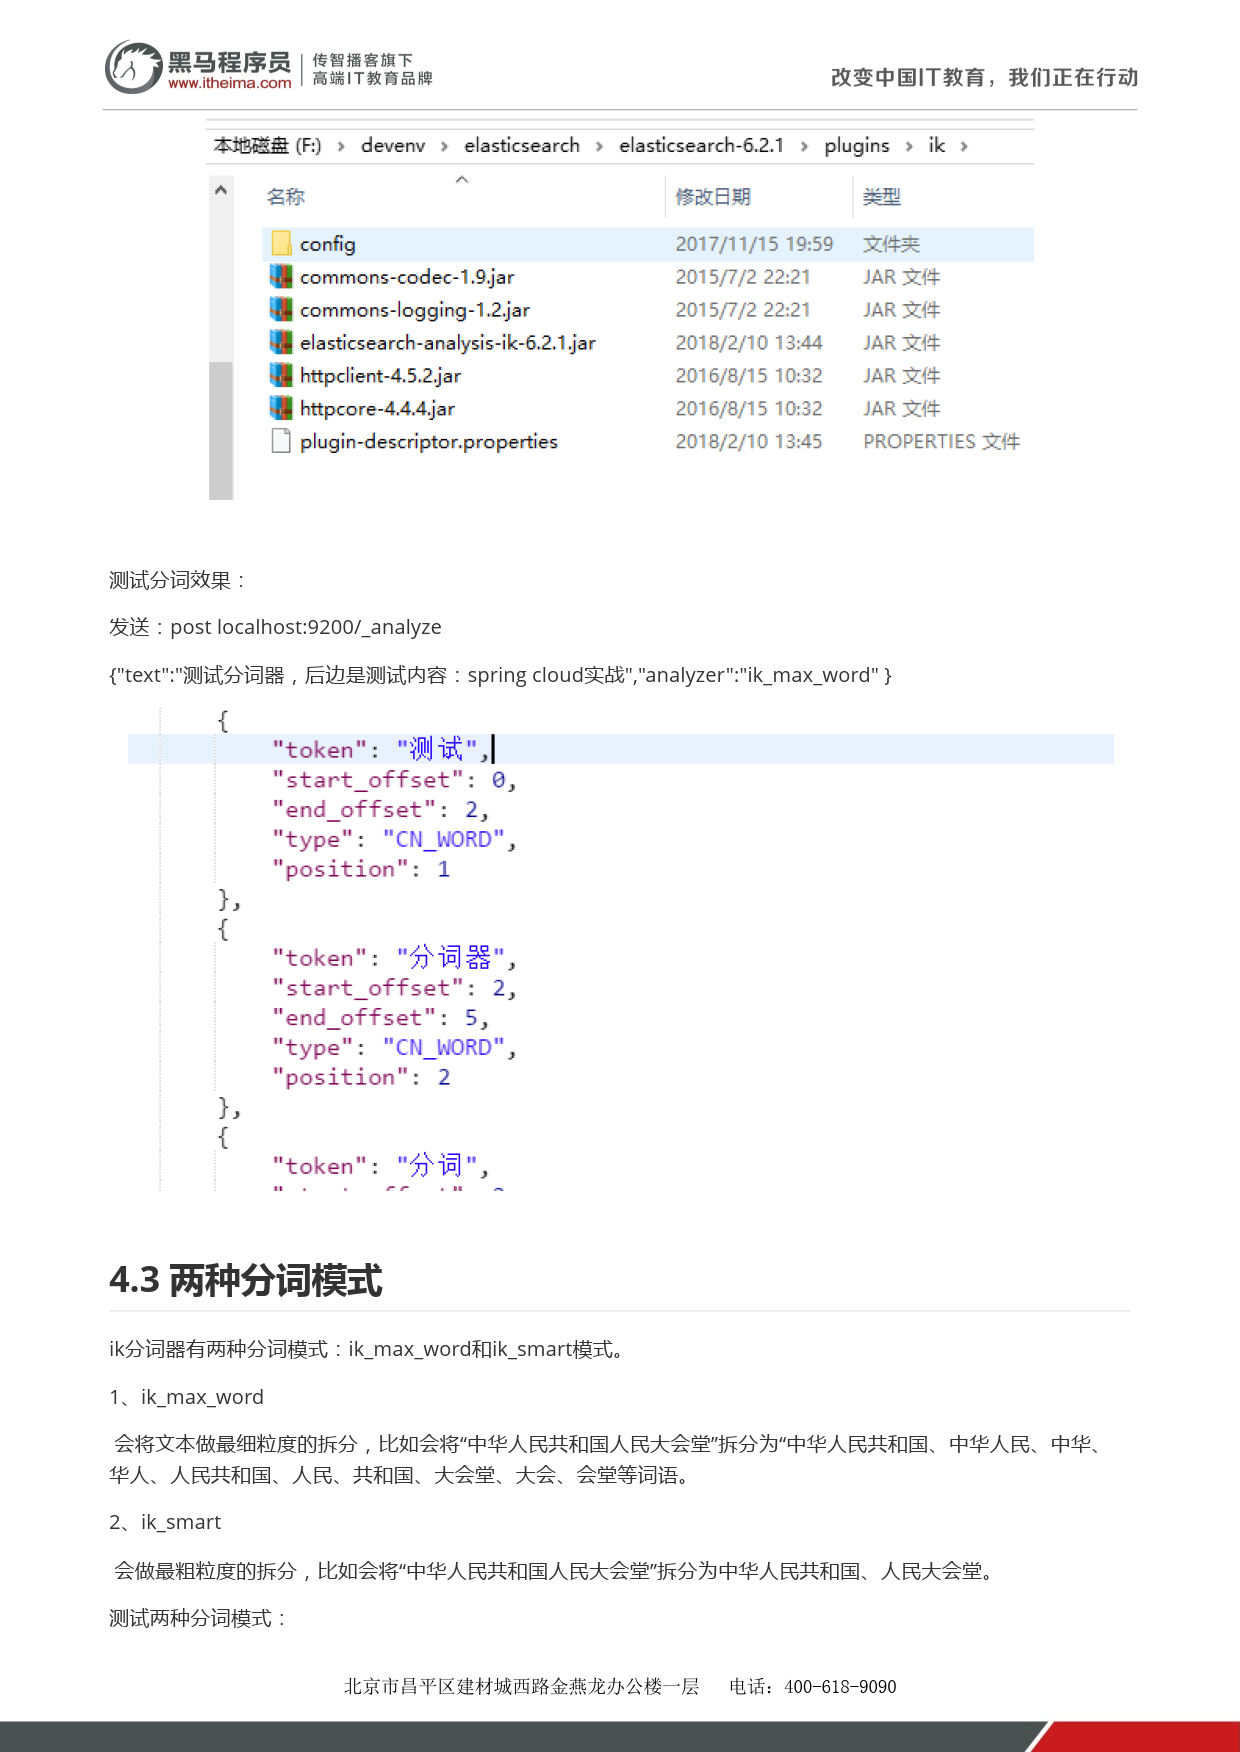 黑马程序员
www.itheima.com
传智播客旗下
高端IT教育品牌
改变中国IT教育，我们正在行动
本地磁盘 (F:) > devenv > elasticsearch > elasticsearch-6.2.1 > plugins > ik >
名称 修改日期 类型
config 2017/11/15 19:59 文件夹
commons-codec-1.9.jar 2015/7/2 22:21 JAR 文件
commons-logging-1.2.jar 2015/7/2 22:21 JAR 文件
elasticsearch-analysis-ik-6.2.1.jar 2018/2/10 13:44 JAR 文件
httpclient-4.5.2.jar 2016/8/15 10:32 JAR 文件
httpcore-4.4.4.jar 2016/8/15 10:32 JAR 文件
plugin-descriptor.properties 2018/2/10 13:45 PROPERTIES 文件
测试分词效果：
发送：post localhost:9200/_analyze
{"text":"测试分词器，后边是测试内容：spring cloud实战","analyzer":"ik_max_word" }
{
"token": "测试",
"start_offset": 0,
"end_offset": 2,
"type": "CN_WORD",
"position": 1
},
{
"token": "分词器",
"start_offset": 2,
"end_offset": 5,
"type": "CN_WORD",
"position": 2
},
{
"token": "分词",
4.3 两种分词模式
ik分词器有两种分词模式：ik_max_word和ik_smart模式。
1、ik_max_word
会将文本做最细粒度的拆分，比如会将“中华人民共和国人民大会堂”拆分为“中华人民共和国、中华人民、中华、
华人、人民共和国、人民、共和国、大会堂、大会、会堂等词语。
2、ik_smart
会做最粗粒度的拆分，比如会将“中华人民共和国人民大会堂”拆分为中华人民共和国、人民大会堂。
测试两种分词模式：
北京市昌平区建材城西路金燕龙办公楼一层 电话：400-618-9090